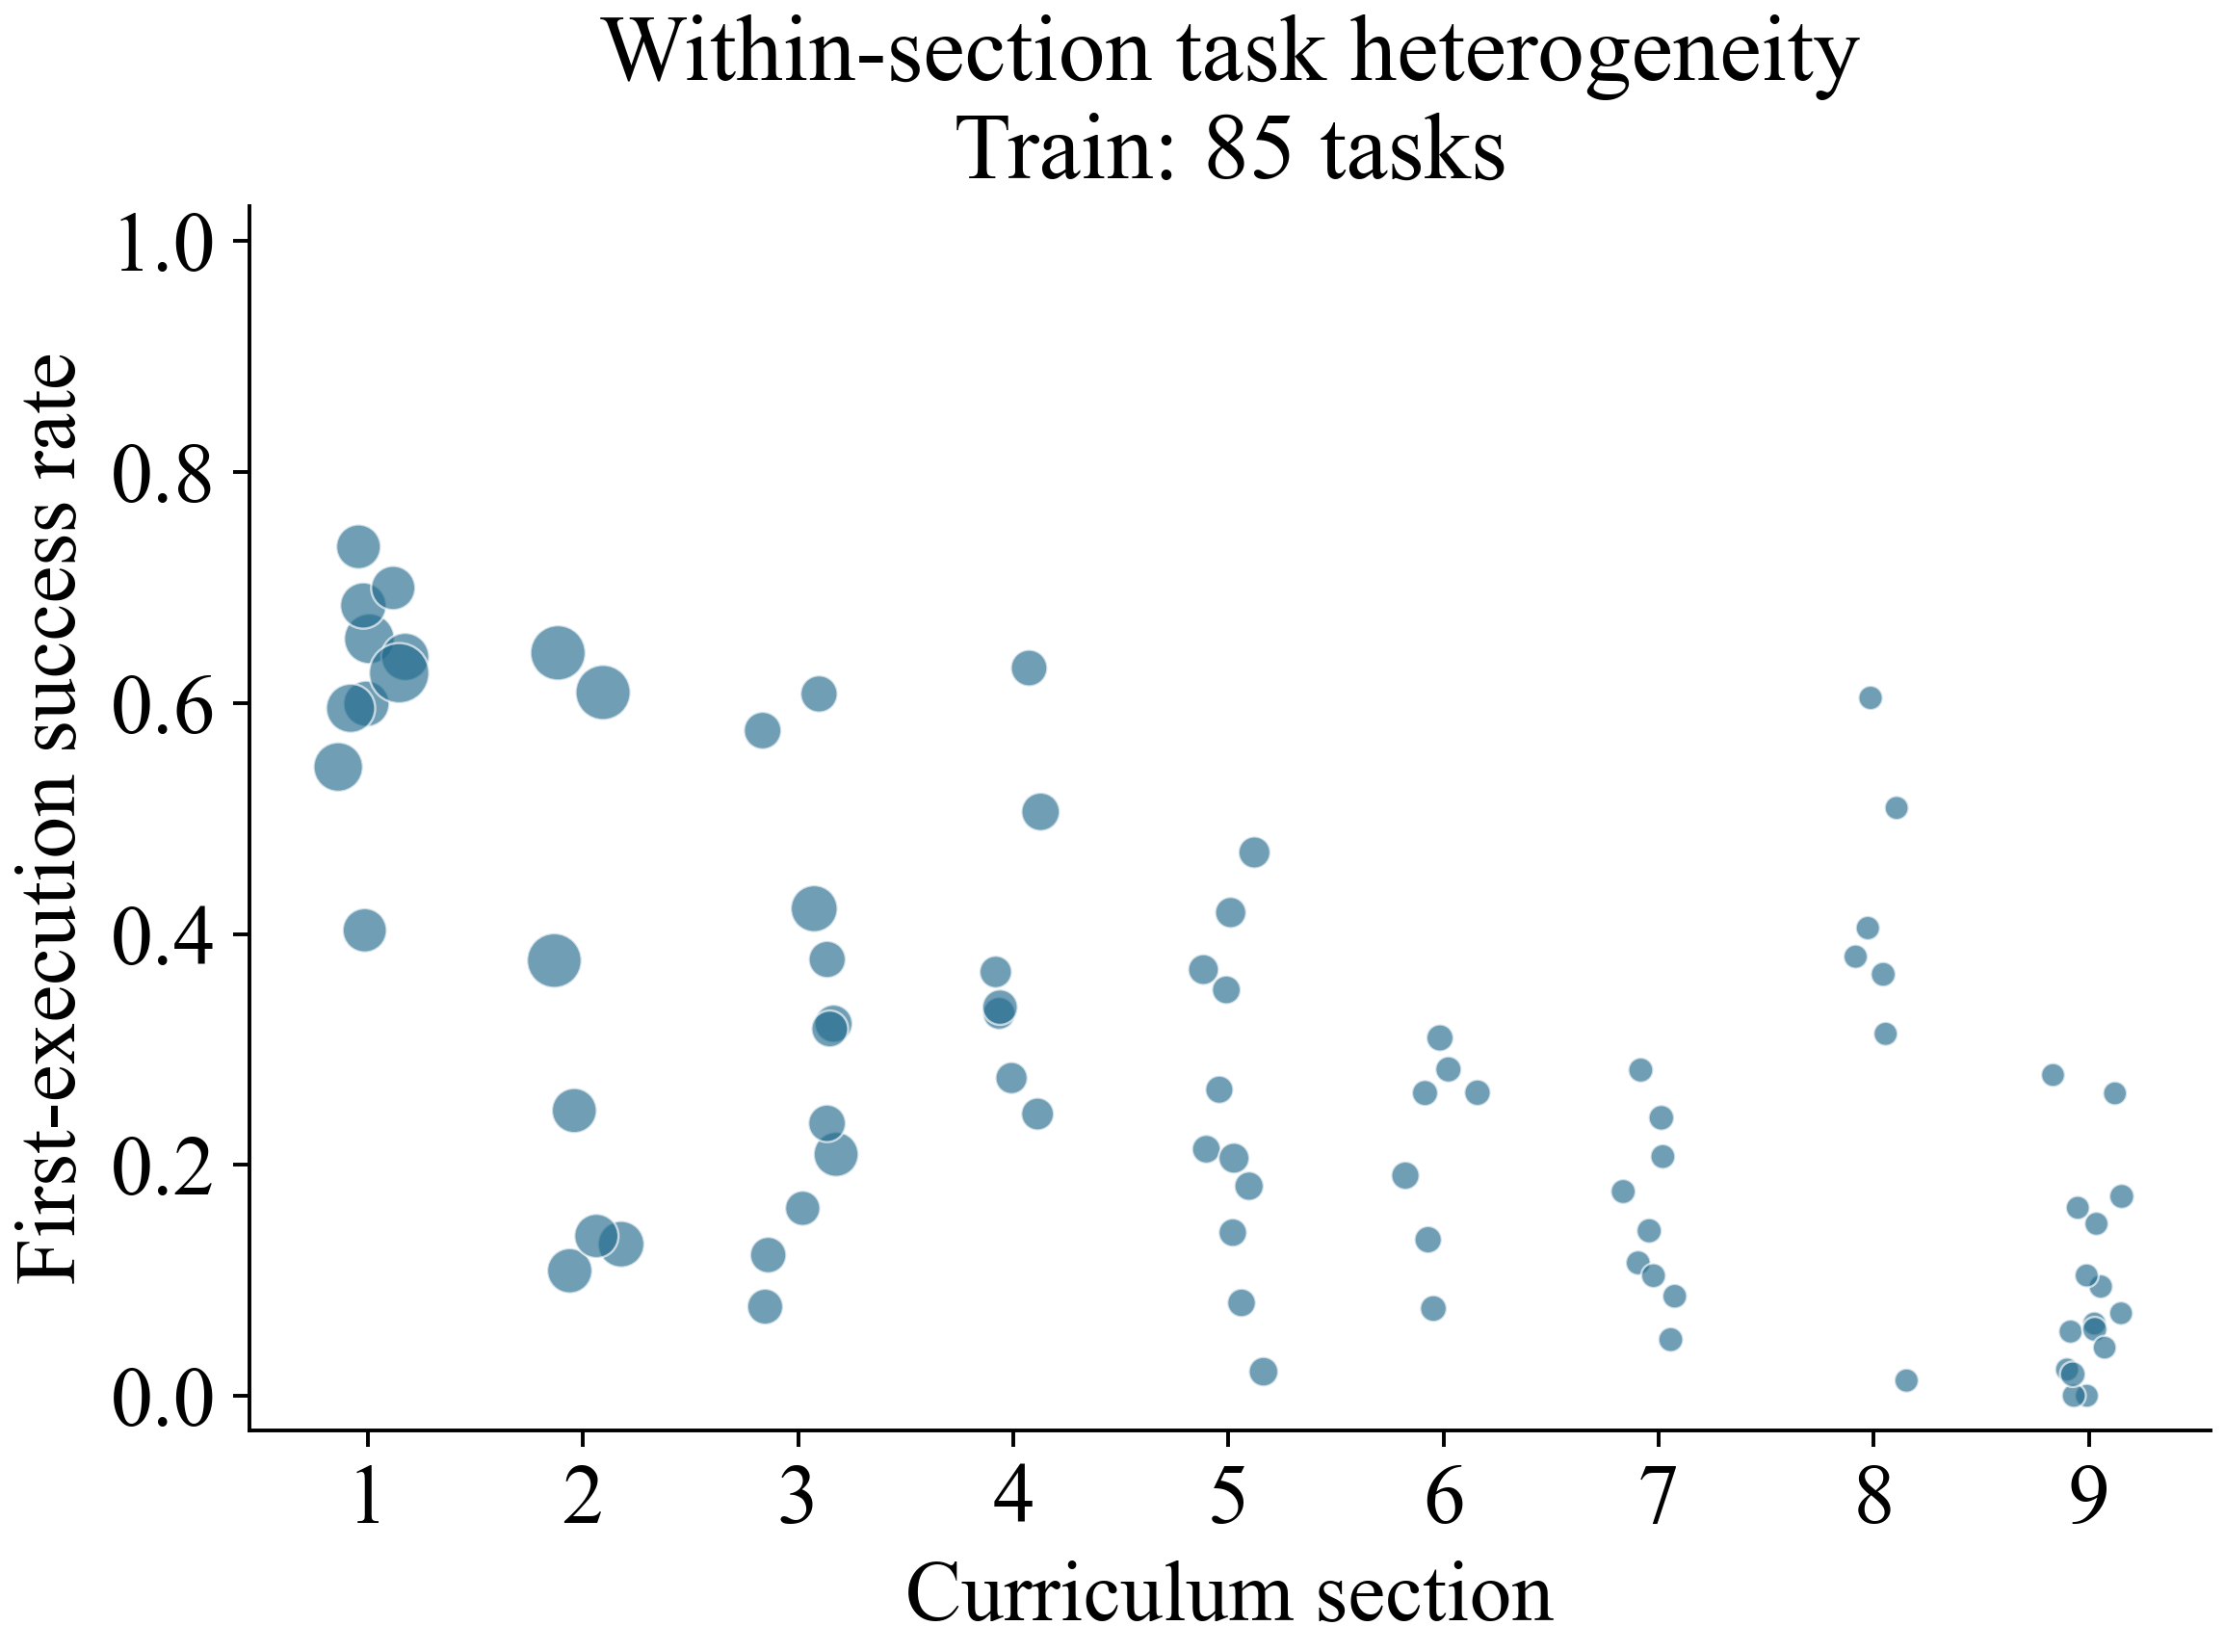 Within-section task heterogeneity
Train: 85 tasks
First-execution success rate
1.0
0.8
0.6
0.4
0.2
0.0
1 2 3 4 5 6 7 8 9
Curriculum section